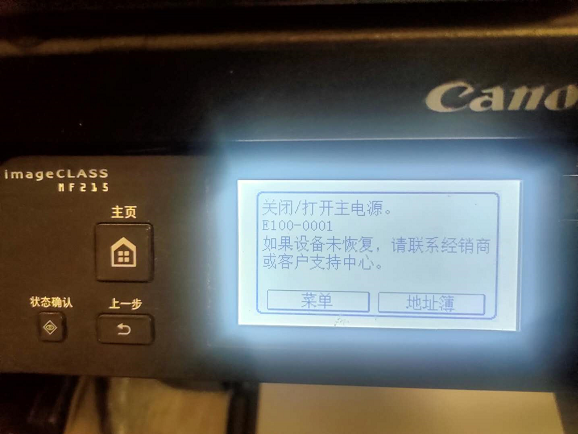 Cano
imageCLASS
MF215
主页
状态确认
上一步
关闭/打开主电源。
E100-0001
如果设备未恢复，请联系经销商
或客户支持中心。
菜单
地址簿